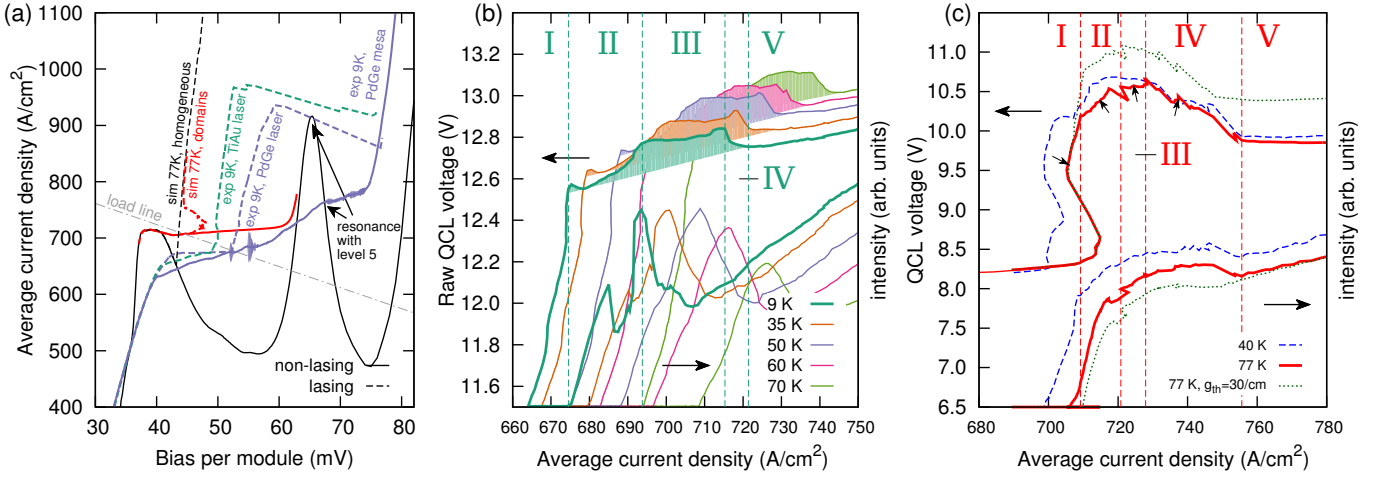 (a)
Average current density (A/cm²)
1100
1000
900
800
700
600
500
400
30
40
50
60
70
80
Bias per module (mV)
load line
sim 77K, homogeneous
sim 77K, domains
exp 9K, TiAu laser
exp 9K, PdGe laser
exp 9K,
PdGe mesa
resonance
with
level 5
non-lasing
lasing
(b)
Raw QCL voltage (V)
13.2
13.0
12.8
12.6
12.4
12.2
12.0
11.8
11.6
660
670
680
690
700
710
720
730
740
750
Average current density (A/cm²)
intensity (arb. units)
I
II
III
V
IV
9 K
35 K
50 K
60 K
70 K
(c)
QCL voltage (V)
11.0
10.5
10.0
9.5
9.0
8.5
8.0
7.5
7.0
6.5
680
700
720
740
760
780
Average current density (A/cm²)
intensity (arb. units)
I
II
IV
V
III
40 K
77 K
77 K, gth=30/cm